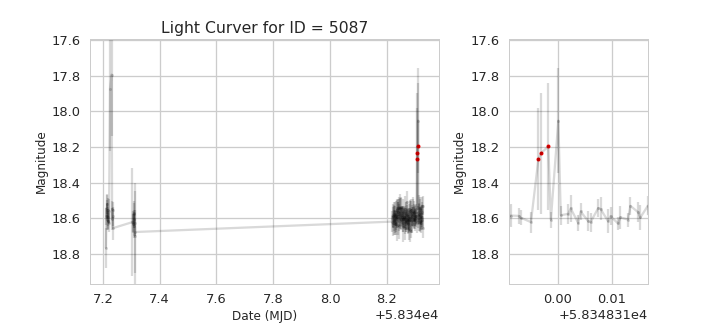 Light Curver for ID = 5087
17.6
17.8
18.0
18.2
18.4
18.6
18.8
Magnitude
7.2 7.4 7.6 7.8 8.0 8.2
Date (MJD)
+5.834e4
17.6
17.8
18.0
18.2
18.4
18.6
18.8
Magnitude
0.00 0.01
+5.834831e4